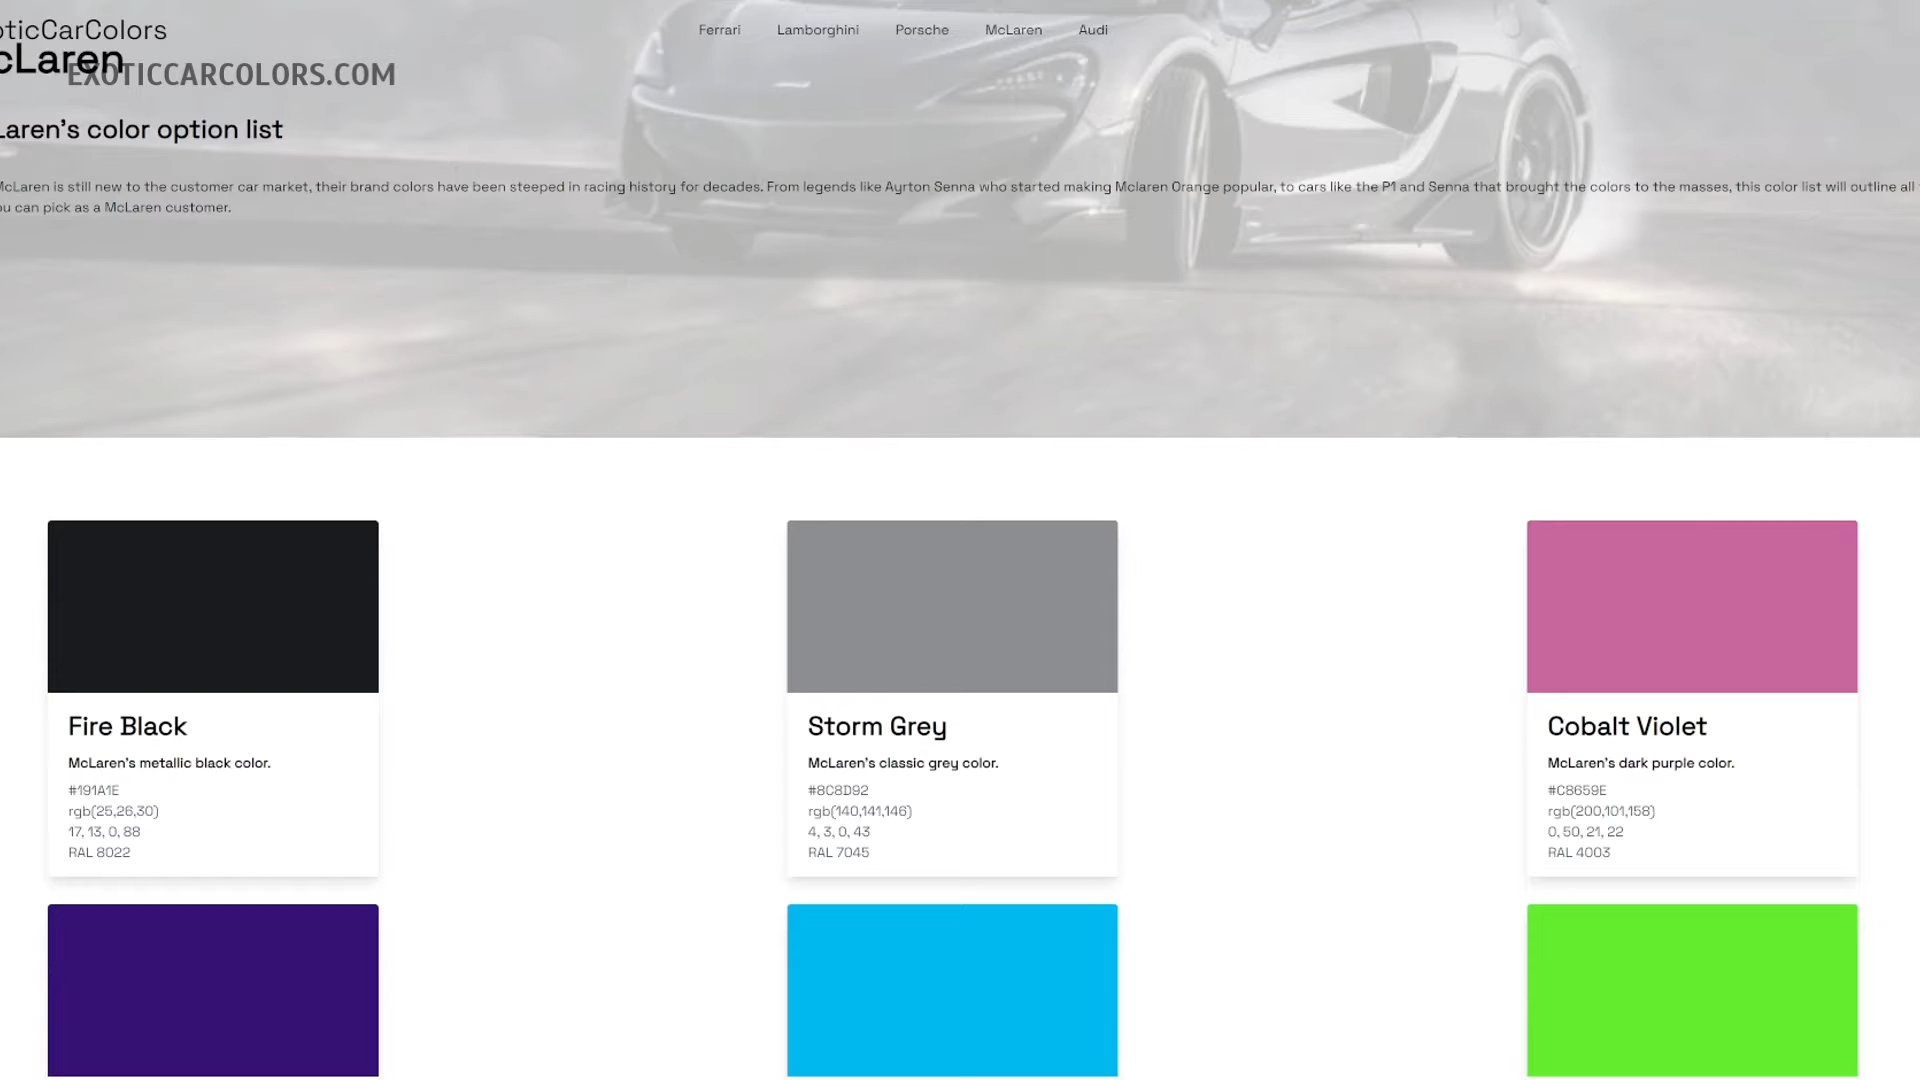 oticCarColors
Ferrari Lamborghini Porsche McLaren Audi
cLaren
EXOTICCARCOLORS.COM
Laren's color option list
McLaren is still new to the customer car market, their brand colors have been steeped in racing history for decades. From legends like Ayrton Senna who started making Mclaren Orange popular, to cars like the P1 and Senna that brought the colors to the masses, this color list will outline all
ou can pick as a McLaren customer.
Fire Black
McLaren's metallic black color.
#191A1E
rgb(25,26,30)
17, 13, 0, 88
RAL 8022
Storm Grey
McLaren's classic grey color.
#8C8D92
rgb(140,141,146)
4, 3, 0, 43
RAL 7045
Cobalt Violet
McLaren's dark purple color.
#C8659E
rgb(200,101,158)
0, 50, 21, 22
RAL 4003